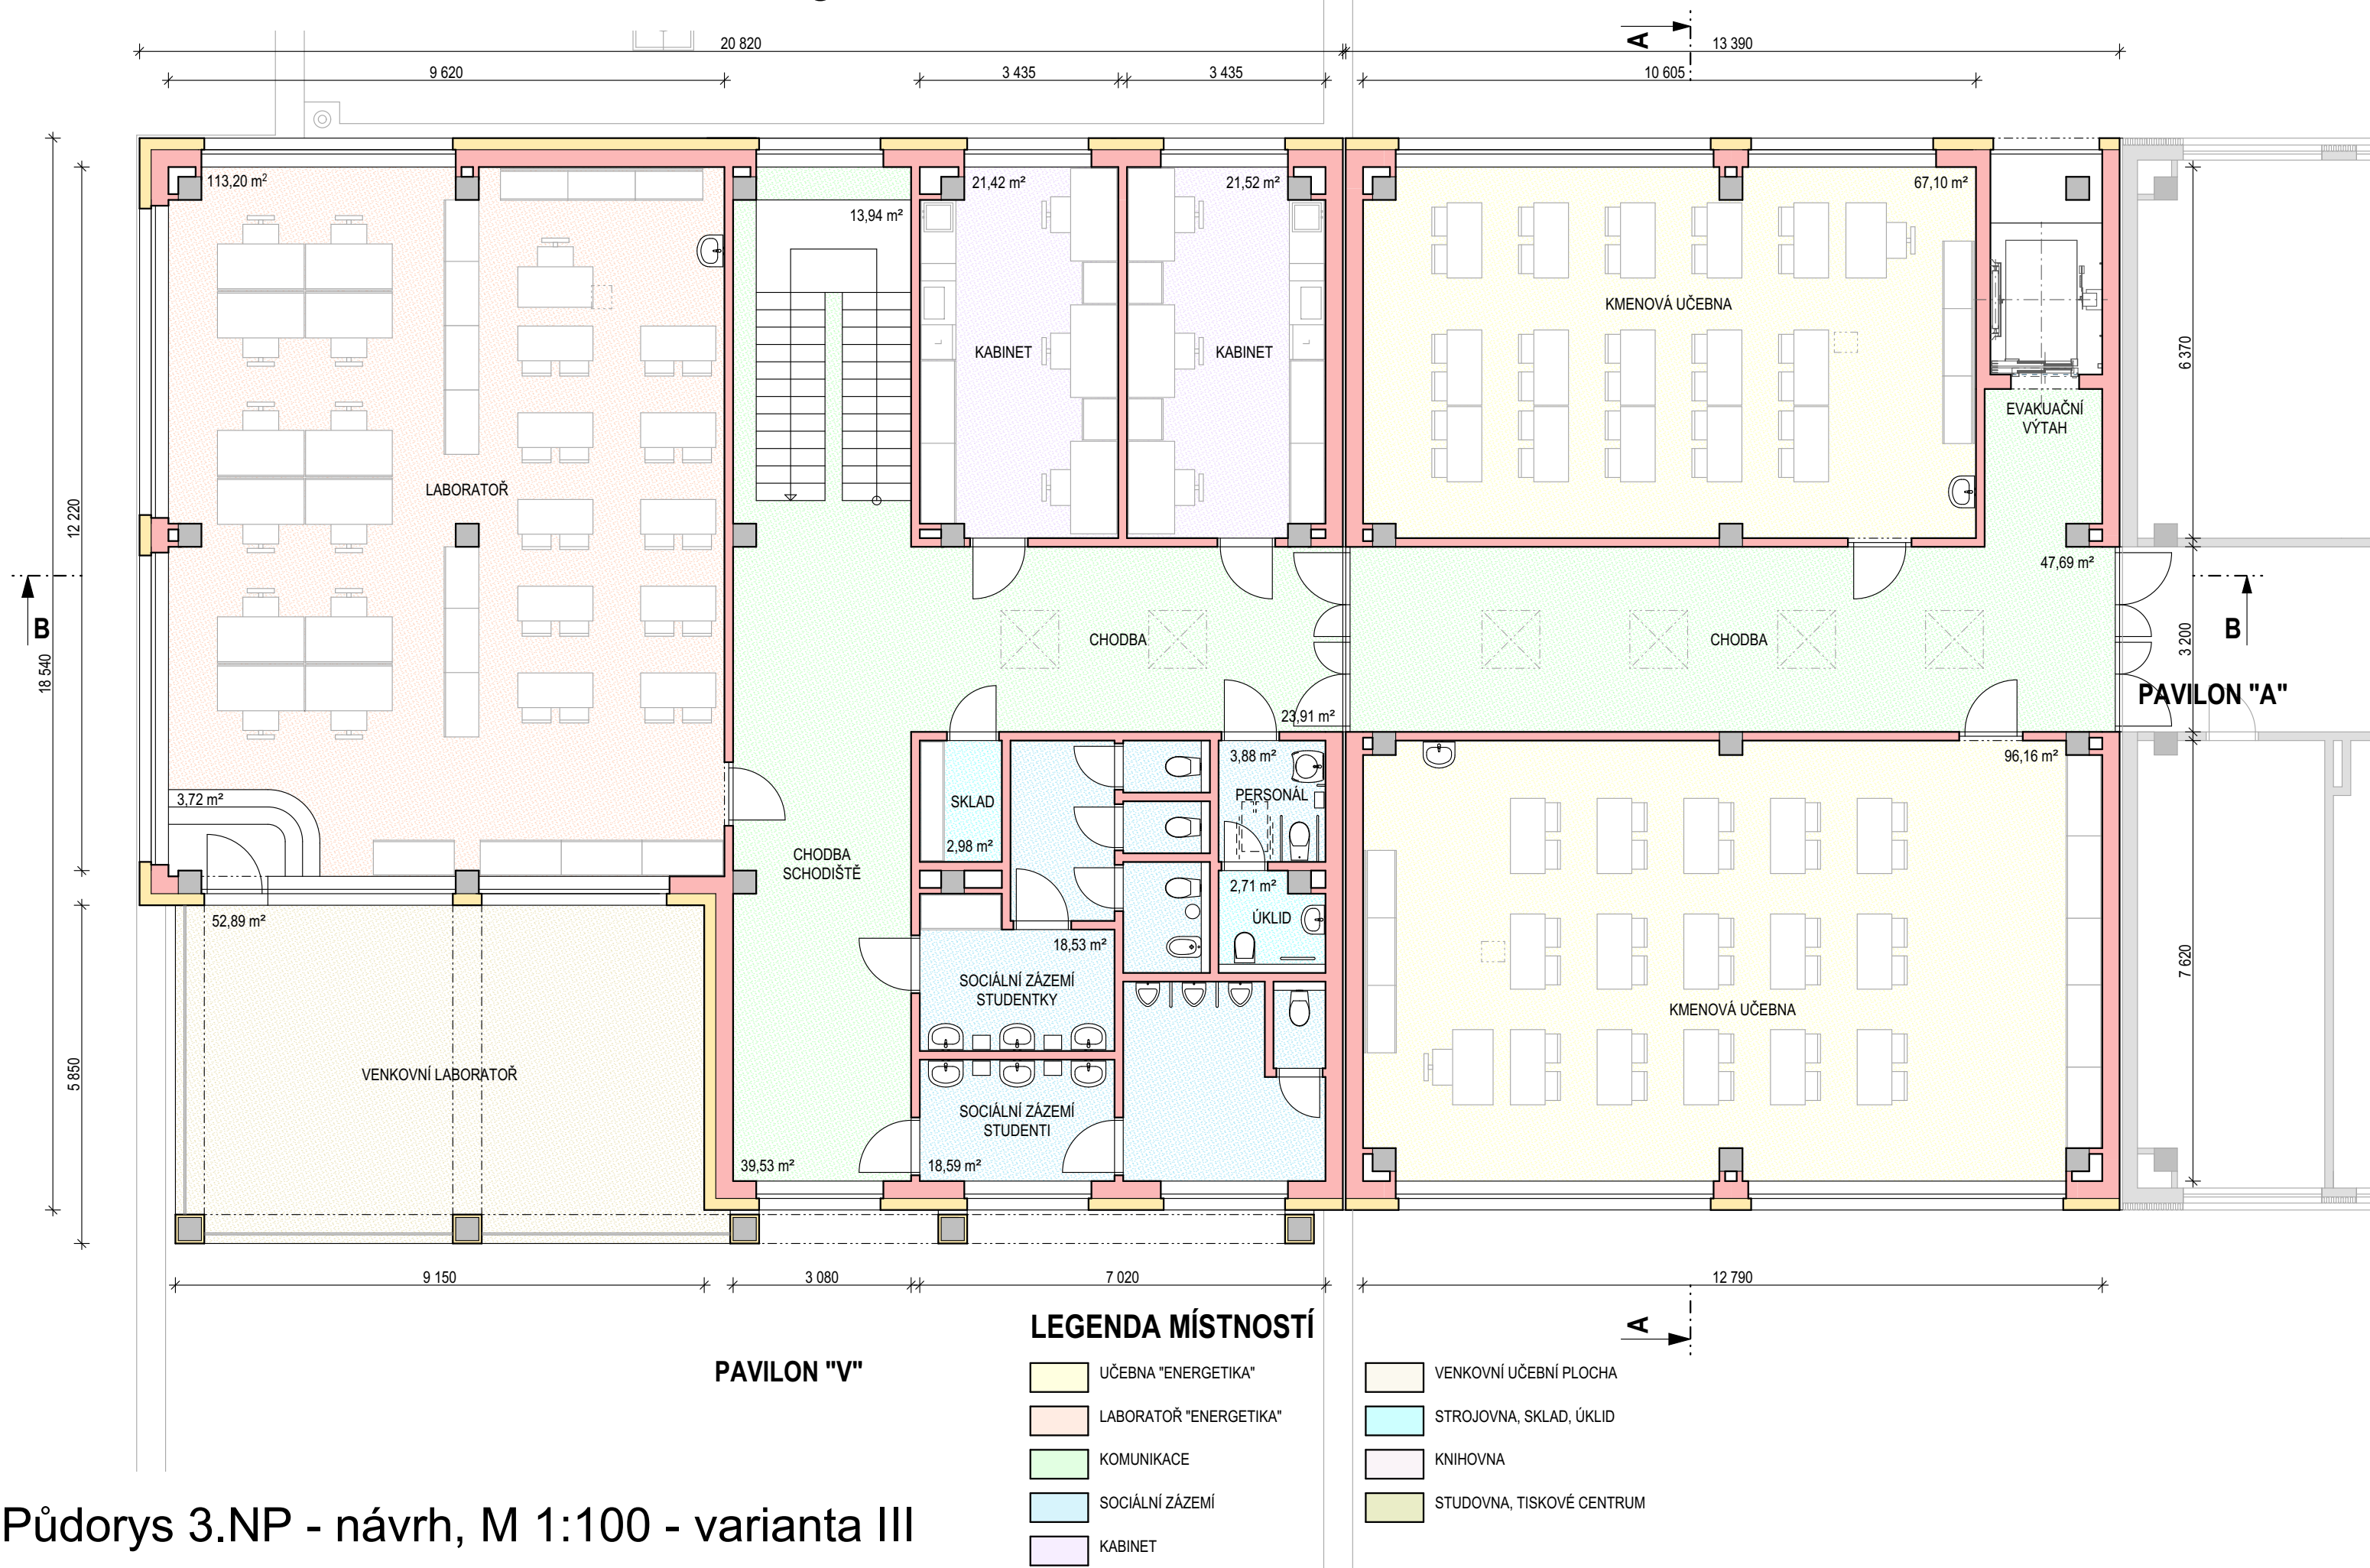 20 820
A
13 390
9 620
3 435
3 435
10 605
113,20 m²
21,42 m²
21,52 m²
67,10 m²
13,94 m²
KMENOVÁ UČEBNA
KABINET
KABINET
6 370
EVAKUAČNÍ
VÝTAH
LABORATOŘ
12 220
47,69 m²
B
CHODBA
CHODBA
3 200
B
18 540
PAVILON "A"
23,91 m²
3,88 m²
96,16 m²
3,72 m²
SKLAD
PERSONÁL
2,98 m²
CHODBA
SCHODIŠTĚ
2,71 m²
52,89 m²
ÚKLID
18,53 m²
7 620
SOCIÁLNÍ ZÁZEMÍ
STUDENTKY
KMENOVÁ UČEBNA
5 850
VENKOVNÍ LABORATOŘ
SOCIÁLNÍ ZÁZEMÍ
STUDENTI
39,53 m²
18,59 m²
9 150
3 080
7 020
12 790
LEGENDA MÍSTNOSTÍ
A
PAVILON "V"
UČEBNA "ENERGETIKA"
VENKOVNÍ UČEBNÍ PLOCHA
LABORATOŘ "ENERGETIKA"
STROJOVNA, SKLAD, ÚKLID
KOMUNIKACE
KNIHOVNA
SOCIÁLNÍ ZÁZEMÍ
STUDOVNA, TISKOVÉ CENTRUM
KABINET
Půdorys 3.NP - návrh, M 1:100 - varianta III